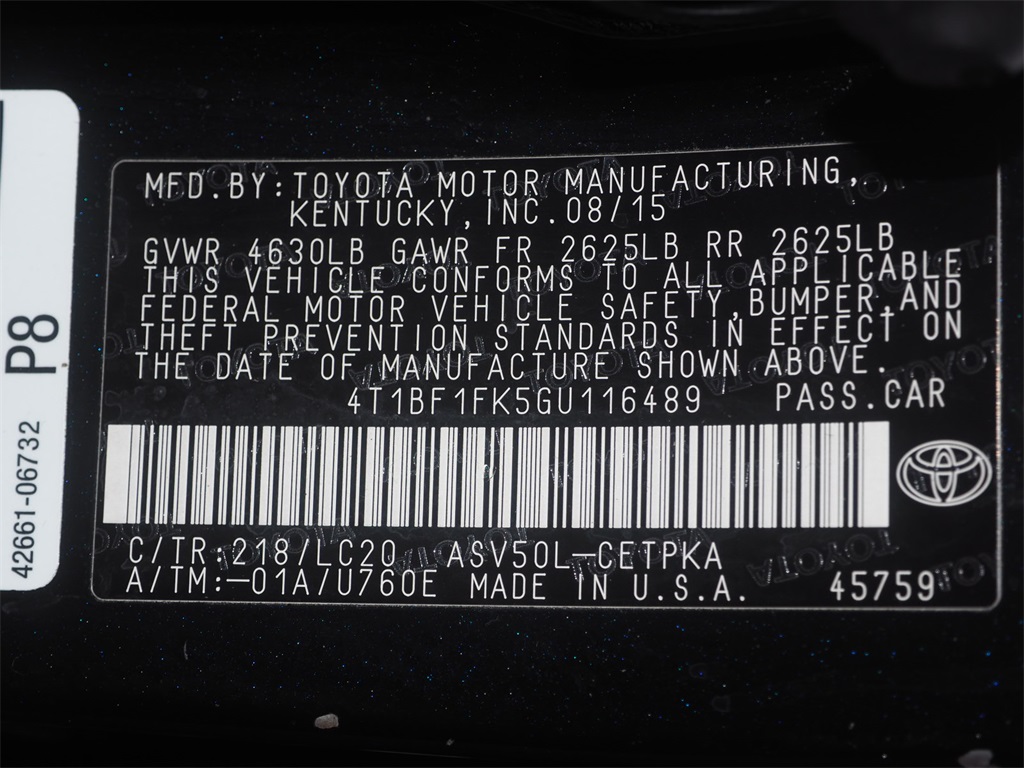 MFD.BY:TOYOTA MOTOR MANUFACTURING,
KENTUCKY,INC.08/15
GVWR 4630LB GAWR FR 2625LB RR 2625LB
THIS VEHICLE CONFORMS TO ALL APPLICABLE
FEDERAL MOTOR VEHICLE SAFETY,BUMPER,AND
THEFT PREVENTION STANDARDS IN EFFECT ON
THE DATE OF MANUFACTURE SHOWN ABOVE.
4T1BF1FK5GU116489 PASS.CAR
C/TR:218/LC20 ASV50L-CETPKA
A/TM:-01A/U760E MADE IN U.S.A. 45759
P8
42661-06732